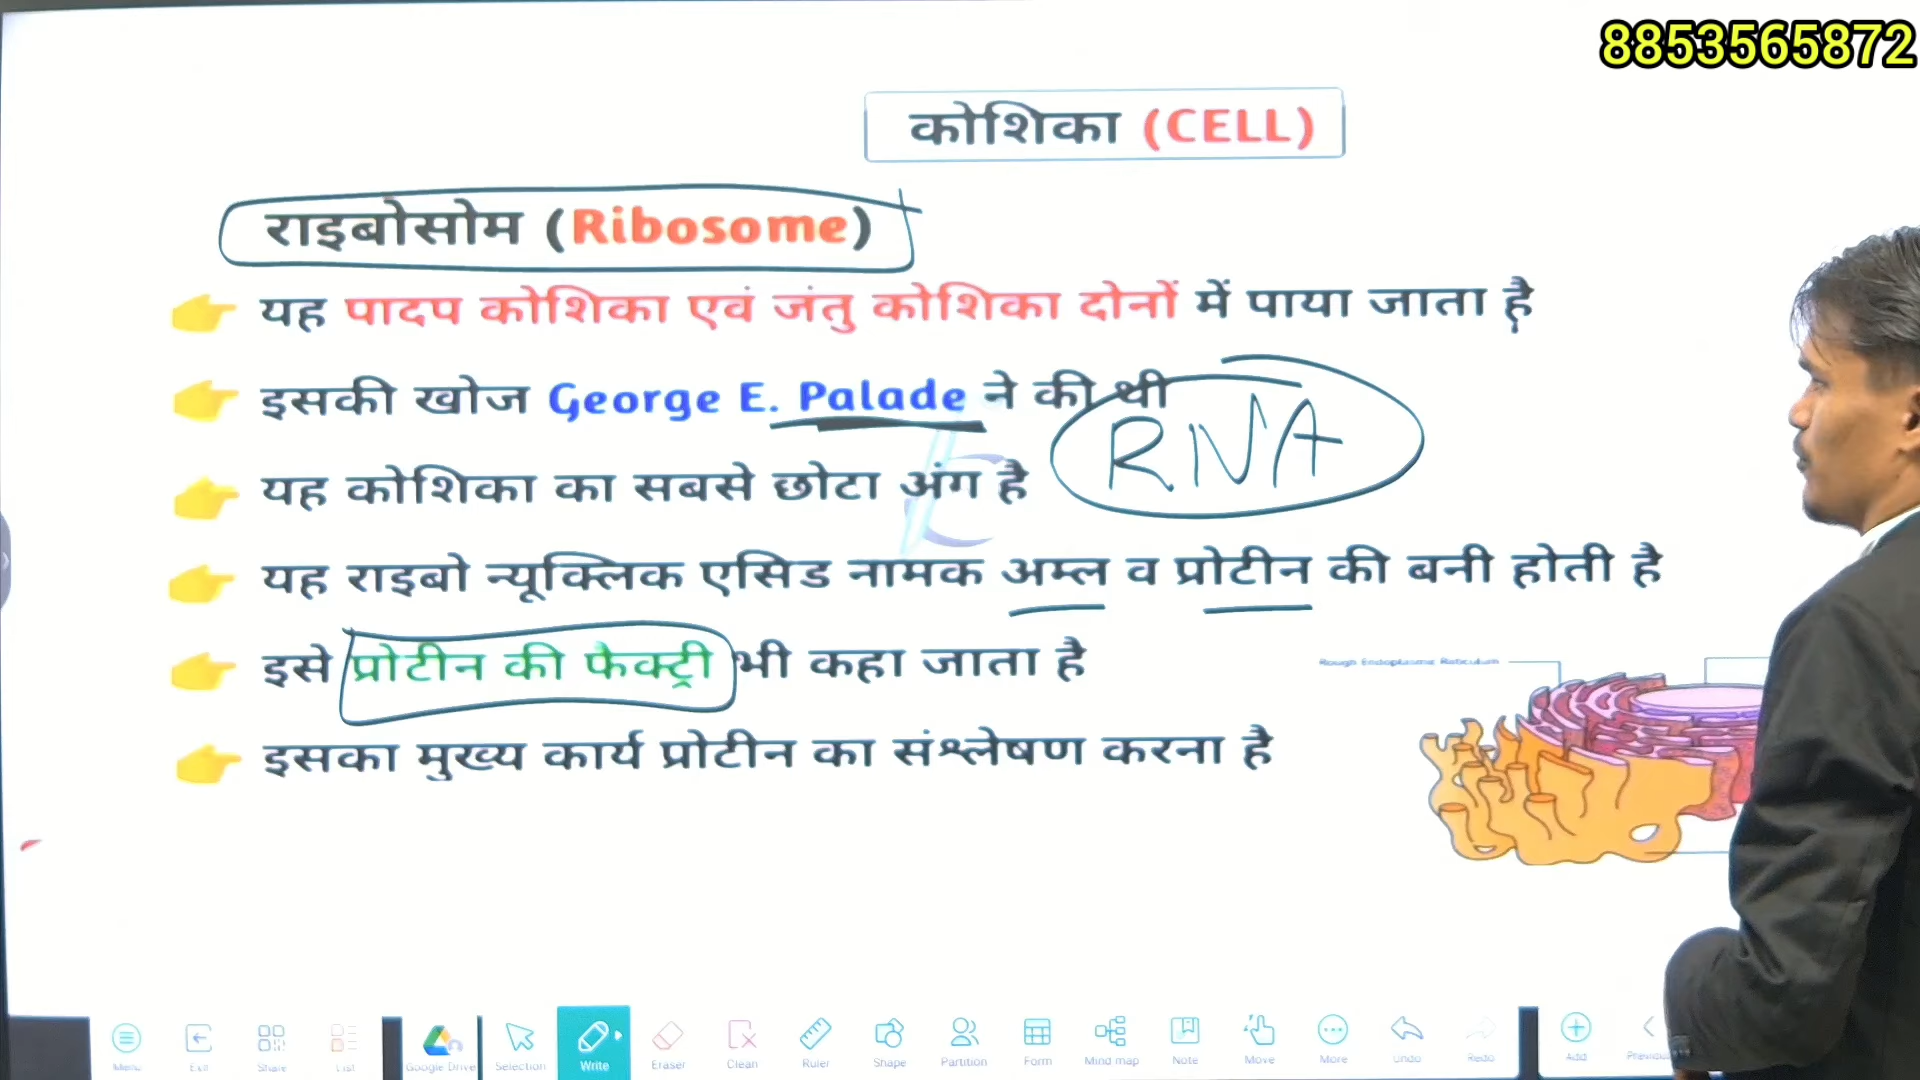 8853565872
कोशिका (CELL)
राइबोसोम (Ribosome)
यह पादप कोशिका एवं जंतु कोशिका दोनों में पाया जाता है
इसकी खोज George E. Palade ने की थी
RNA
यह कोशिका का सबसे छोटा अंग है
यह राइबो न्यूक्लिक एसिड नामक अम्ल व प्रोटीन की बनी होती है
इसे प्रोटीन की फैक्ट्री भी कहा जाता है
Rough Endoplasmic Reticulum
इसका मुख्य कार्य प्रोटीन का संश्लेषण करना है
Menu Exit Share List Google Drive Selection Write Eraser Clean Ruler Shape Partition Form Mind map Note Move More Undo Redo Add